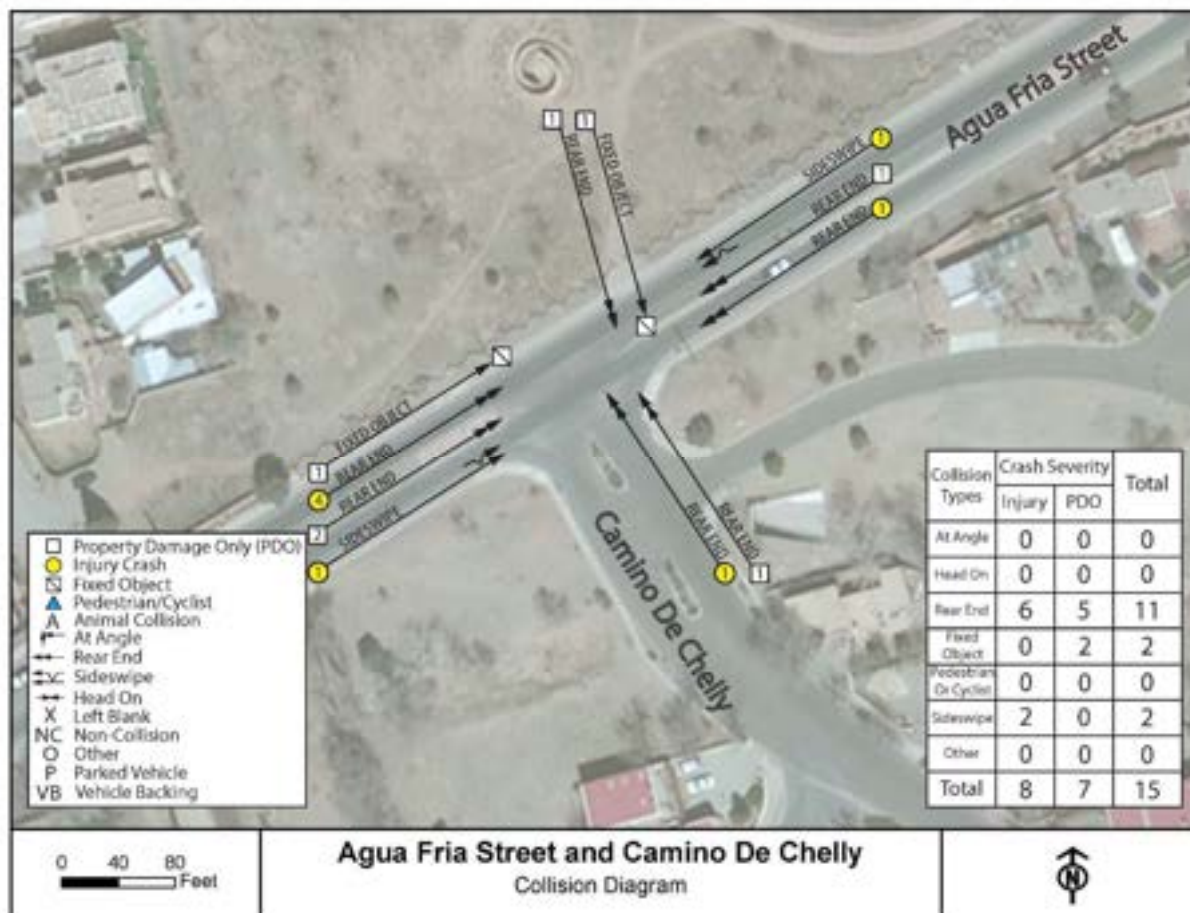 Agua Fria Street
1
1
REAR END
FIXED OBJECT
SIDESWIPE
1
REAR END
1
REAR END
1
FIXED OBJECT
1
REAR END
4
REAR END
2
SIDESWIPE
1
REAR END
1
REAR END
1
Camino De Chelly
Property Damage Only (PDO)
Injury Crash
Fixed Object
Pedestrian/Cyclist
A Animal Collision
At Angle
Rear End
Sideswipe
Head On
X Left Blank
NC Non-Collision
O Other
P Parked Vehicle
VB Vehicle Backing
Collision Types Crash Severity Total
Injury PDO
At Angle 0 0 0
Head On 0 0 0
Rear End 6 5 11
Fixed Object 0 2 2
Pedestrian Or Cyclist 0 0 0
Sideswipe 2 0 2
Other 0 0 0
Total 8 7 15
0 40 80
Feet
Agua Fria Street and Camino De Chelly
Collision Diagram
N